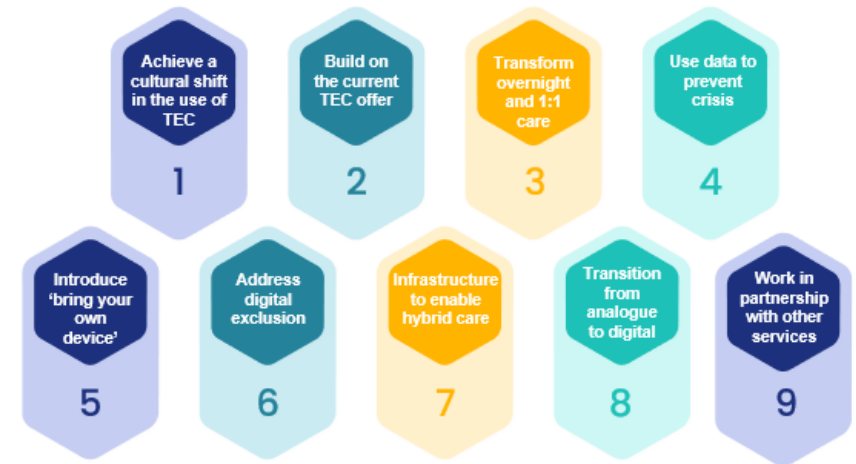 Achieve a
cultural shift
in the use of
TEC
1
Build on
the current
TEC offer
2
Transform
overnight
and 1:1
care
3
Use data to
prevent
crisis
4
Introduce
‘bring your
own
device’
5
Address
digital
exclusion
6
Infrastructure
to enable
hybrid care
7
Transition
from
analogue
to digital
8
Work in
partnership
with other
services
9